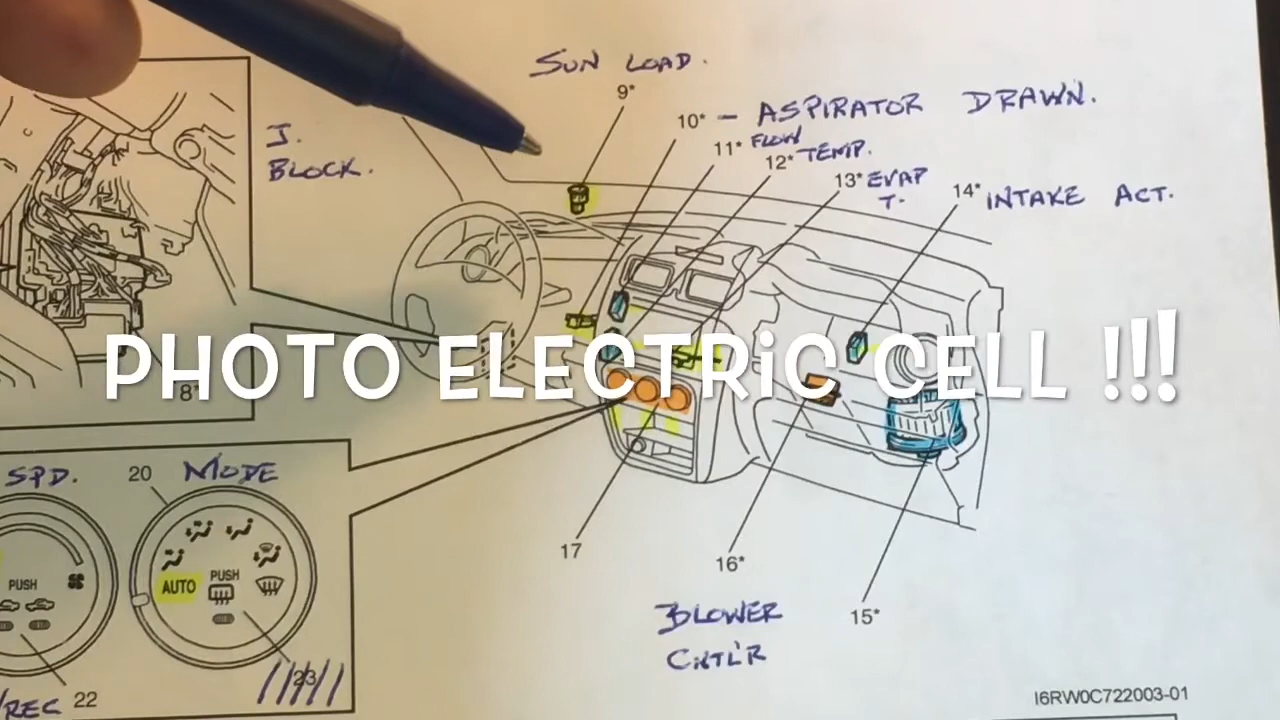 SUN LOAD.
9*
10* - ASPIRATOR DRAWN.
11* FLOW
12* TEMP.
13* EVAP
T.
14* INTAKE ACT.
J.
BLOCK.
PHOTO ELECTRiC CELL !!!
8*
SPD.
20 MODE
17
16*
15*
PUSH
AUTO
PUSH
BLOWER
CNTL'R
23
/REC 22
I6RW0C722003-01